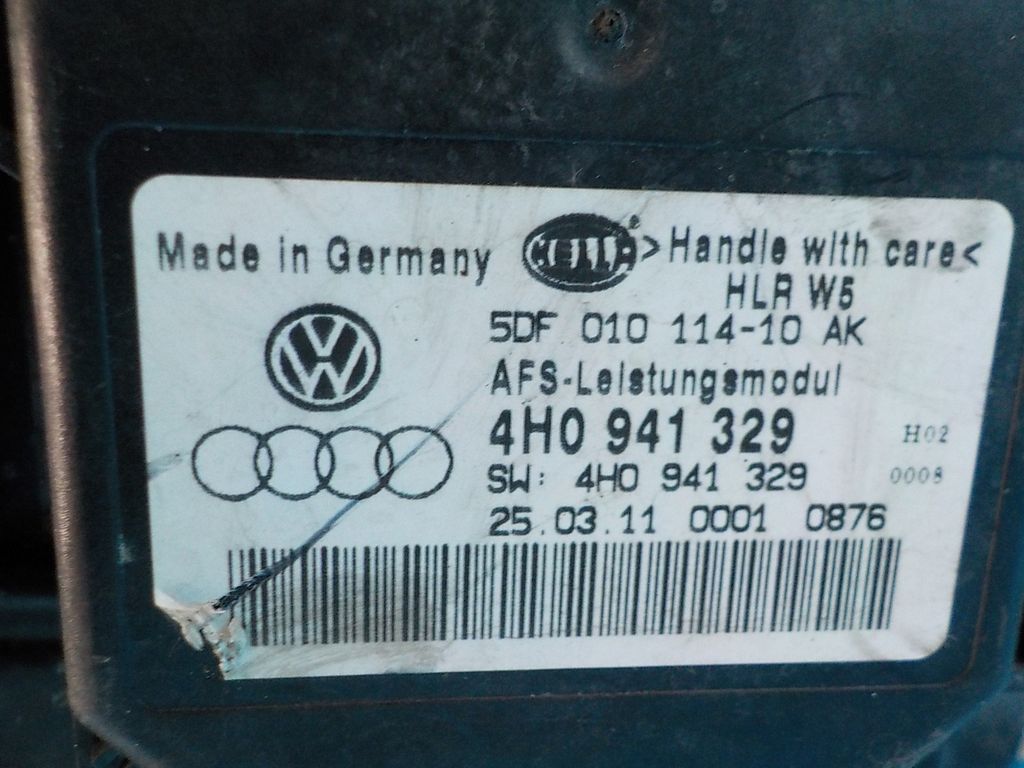 Made in Germany HELLA >Handle with care<
HLR W5
5DF 010 114-10 AK
AFS-Leistungsmodul
4H0 941 329 H02
SW: 4H0 941 329 0008
25.03.11 0001 0876